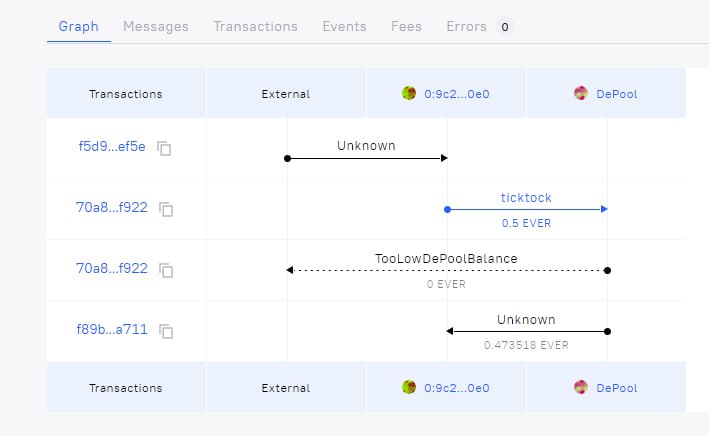 Graph Messages Transactions Events Fees Errors 0
Transactions External 0:9c2...0e0 DePool
f5d9...ef5e Unknown
70a8...f922 ticktock
0.5 EVER
70a8...f922 TooLowDePoolBalance
0 EVER
f89b...a711 Unknown
0.473518 EVER
Transactions External 0:9c2...0e0 DePool